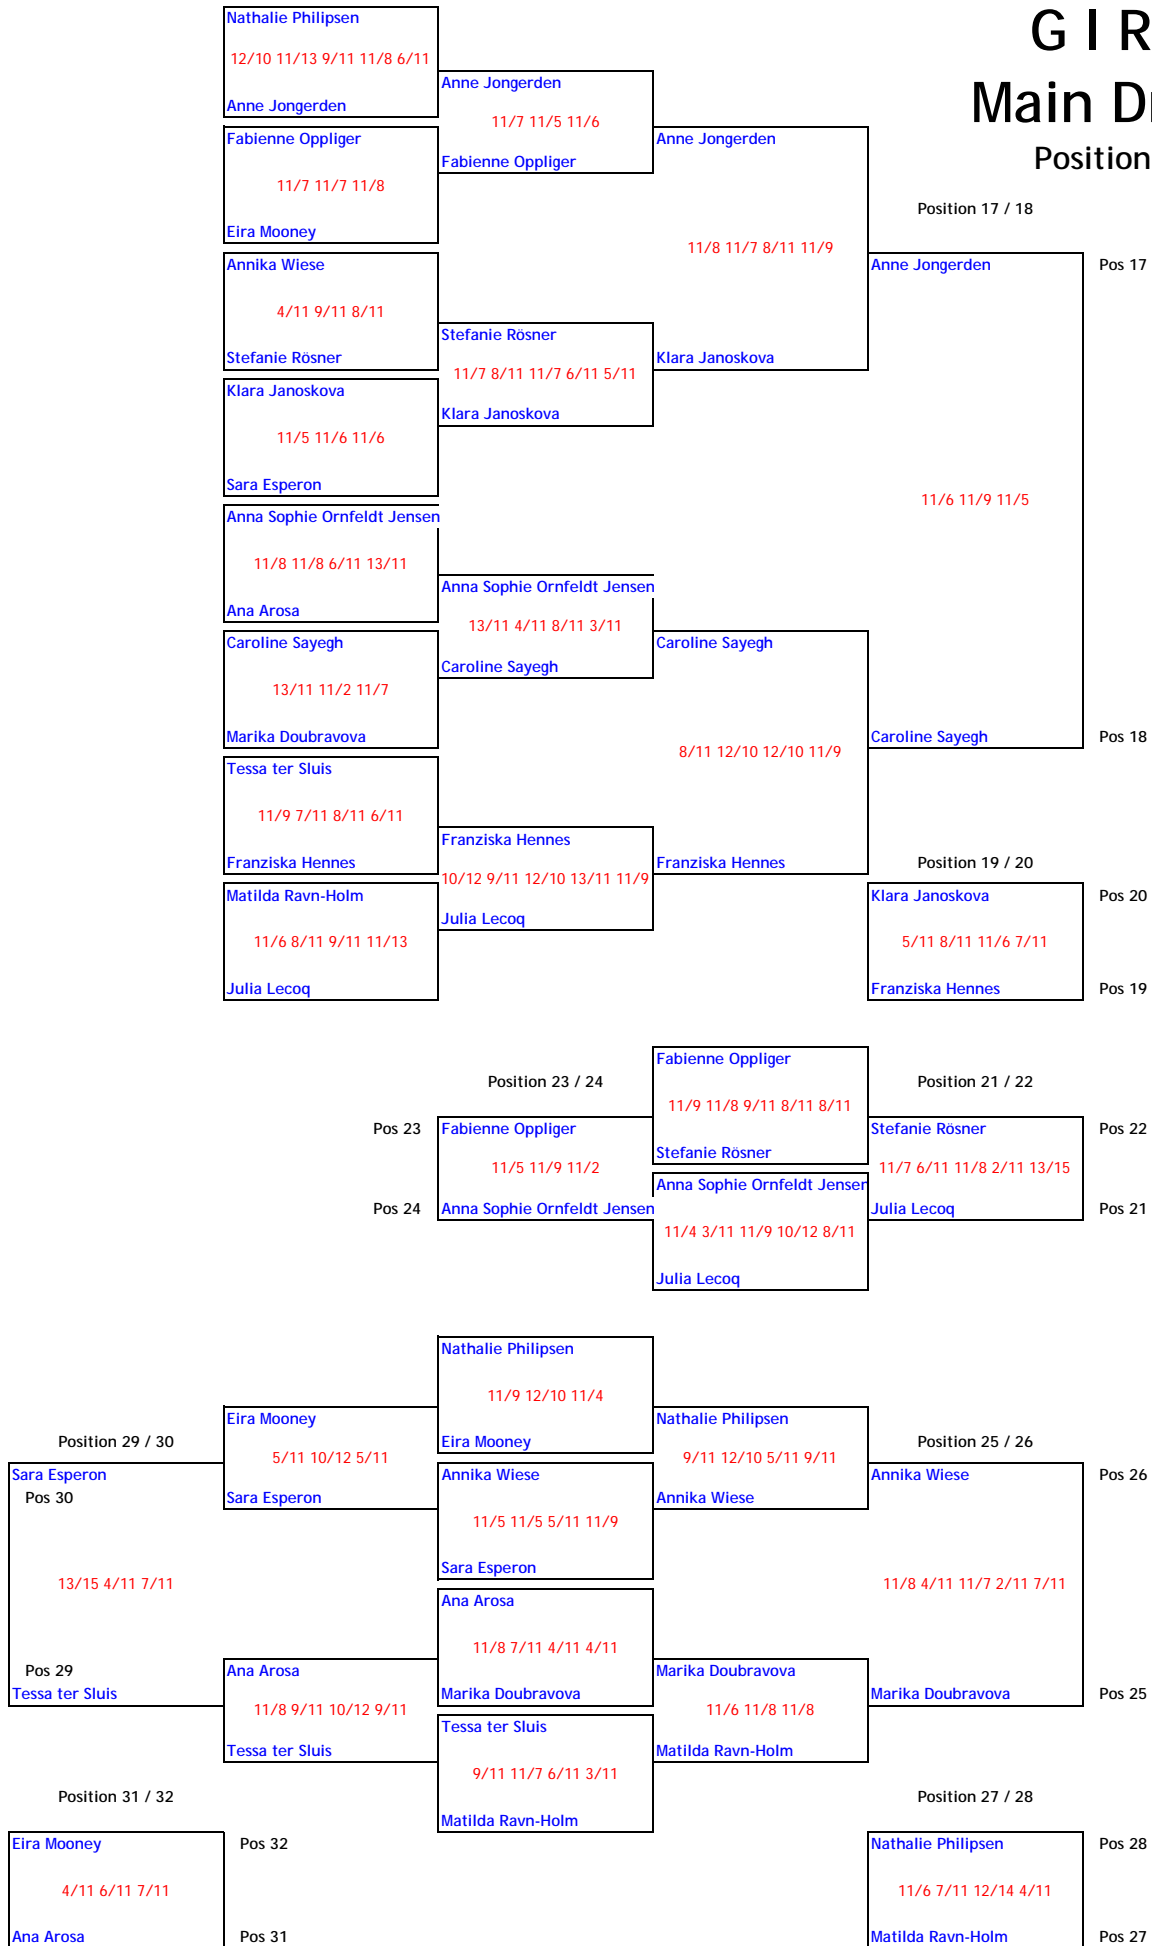 G I R
Main D
Position
Nathalie Philipsen
12/10 11/13 9/11 11/8 6/11
Anne Jongerden
Anne Jongerden
11/7 11/5 11/6
Fabienne Oppliger
Fabienne Oppliger
11/7 11/7 11/8
Eira Mooney
Anne Jongerden
11/8 11/7 8/11 11/9
Klara Janoskova
Position 17 / 18
Anne Jongerden
Pos 17
Annika Wiese
4/11 9/11 8/11
Stefanie Rösner
Stefanie Rösner
11/7 8/11 11/7 6/11 5/11
Klara Janoskova
Klara Janoskova
11/5 11/6 11/6
Sara Esperon
11/6 11/9 11/5
Anna Sophie Ornfeldt Jensen
11/8 11/8 6/11 13/11
Ana Arosa
Anna Sophie Ornfeldt Jensen
13/11 4/11 8/11 3/11
Caroline Sayegh
Caroline Sayegh
13/11 11/2 11/7
Marika Doubravova
Caroline Sayegh
8/11 12/10 12/10 11/9
Franziska Hennes
Caroline Sayegh
Pos 18
Tessa ter Sluis
11/9 7/11 8/11 6/11
Franziska Hennes
Franziska Hennes
10/12 9/11 12/10 13/11 11/9
Julia Lecoq
Matilda Ravn-Holm
11/6 8/11 9/11 11/13
Julia Lecoq
Position 19 / 20
Klara Janoskova
Pos 20
5/11 8/11 11/6 7/11
Franziska Hennes
Pos 19
Position 23 / 24
Pos 23
Fabienne Oppliger
11/5 11/9 11/2
Pos 24
Anna Sophie Ornfeldt Jensen
Fabienne Oppliger
11/9 11/8 9/11 8/11 8/11
Stefanie Rösner
Anna Sophie Ornfeldt Jensen
11/4 3/11 11/9 10/12 8/11
Julia Lecoq
Position 21 / 22
Stefanie Rösner
Pos 22
11/7 6/11 11/8 2/11 13/15
Julia Lecoq
Pos 21
Position 29 / 30
Sara Esperon
Pos 30
13/15 4/11 7/11
Pos 29
Tessa ter Sluis
Eira Mooney
5/11 10/12 5/11
Sara Esperon
Ana Arosa
11/8 9/11 10/12 9/11
Tessa ter Sluis
Nathalie Philipsen
11/9 12/10 11/4
Eira Mooney
Annika Wiese
11/5 11/5 5/11 11/9
Sara Esperon
Ana Arosa
11/8 7/11 4/11 4/11
Marika Doubravova
Tessa ter Sluis
9/11 11/7 6/11 3/11
Matilda Ravn-Holm
Nathalie Philipsen
9/11 12/10 5/11 9/11
Annika Wiese
Marika Doubravova
11/6 11/8 11/8
Matilda Ravn-Holm
Position 25 / 26
Annika Wiese
Pos 26
11/8 4/11 11/7 2/11 7/11
Marika Doubravova
Pos 25
Position 31 / 32
Eira Mooney
Pos 32
4/11 6/11 7/11
Ana Arosa
Pos 31
Position 27 / 28
Nathalie Philipsen
Pos 28
11/6 7/11 12/14 4/11
Matilda Ravn-Holm
Pos 27